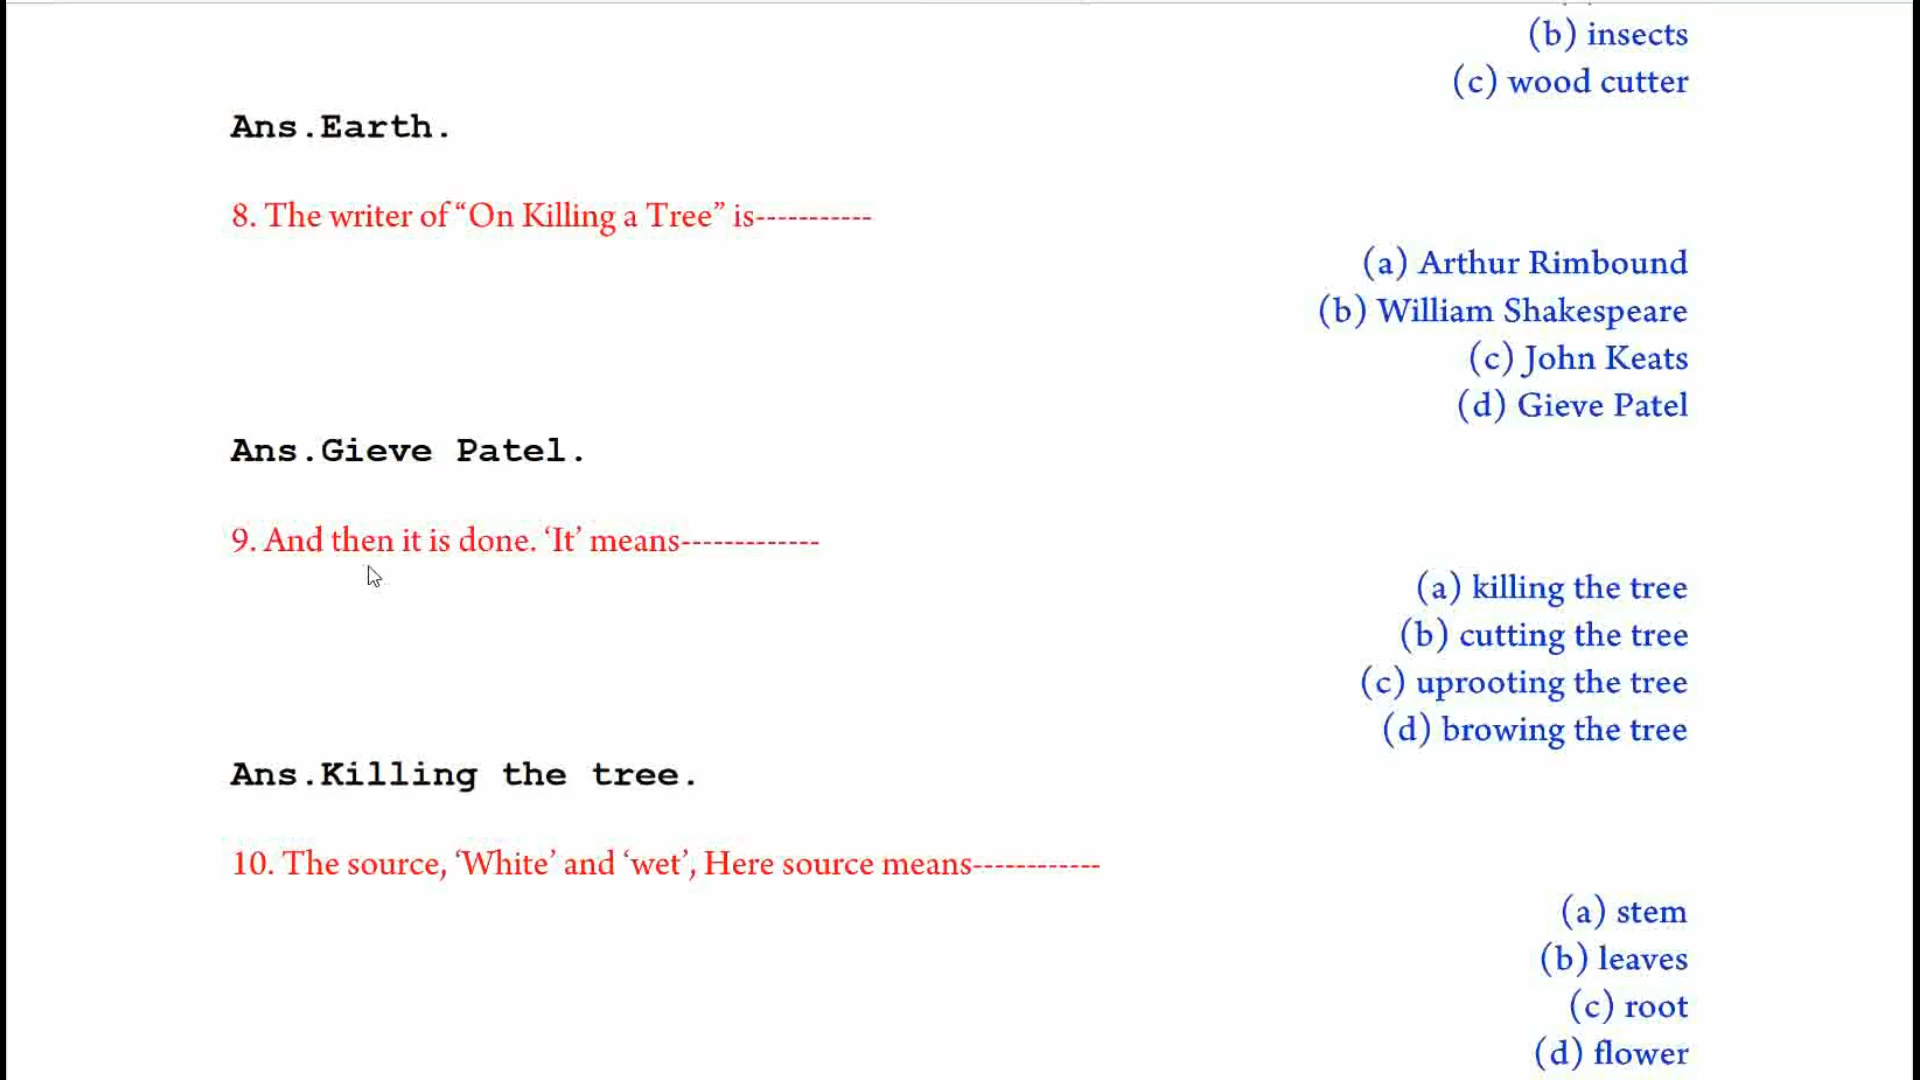 (b) insects
(c) wood cutter
Ans.Earth.
8. The writer of “On Killing a Tree” is-----------
(a) Arthur Rimbound
(b) William Shakespeare
(c) John Keats
(d) Gieve Patel
Ans.Gieve Patel.
9. And then it is done. ‘It’ means-------------
(a) killing the tree
(b) cutting the tree
(c) uprooting the tree
(d) browing the tree
Ans.Killing the tree.
10. The source, ‘White’ and ‘wet’, Here source means------------
(a) stem
(b) leaves
(c) root
(d) flower